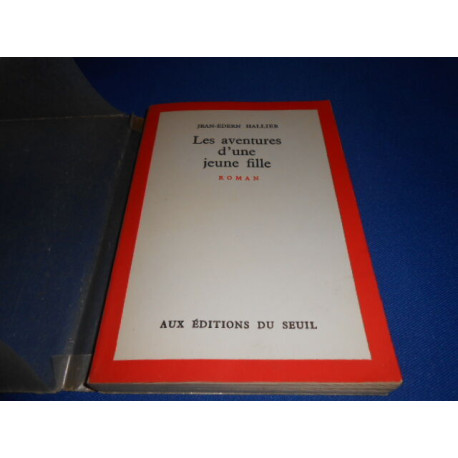 JEAN-EDERN HALLIER
Les aventures
d'une
jeune fille
ROMAN
AUX ÉDITIONS DU SEUIL